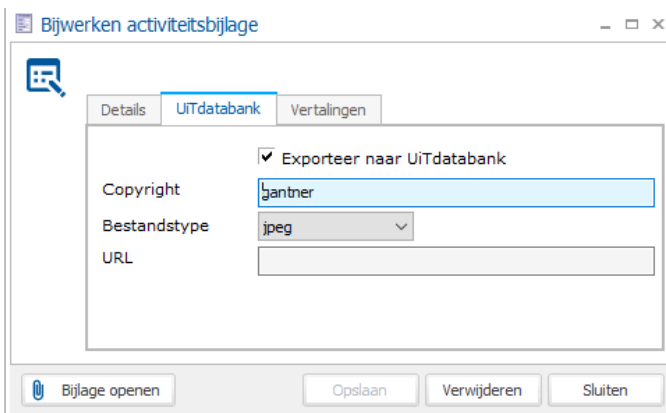 Bijwerken activiteitsbijlage
Details UiTdatabank Vertalingen
Exporteer naar UiTdatabank
Copyright gantner
Bestandstype jpeg
URL
Bijlage openen Opslaan Verwijderen Sluiten